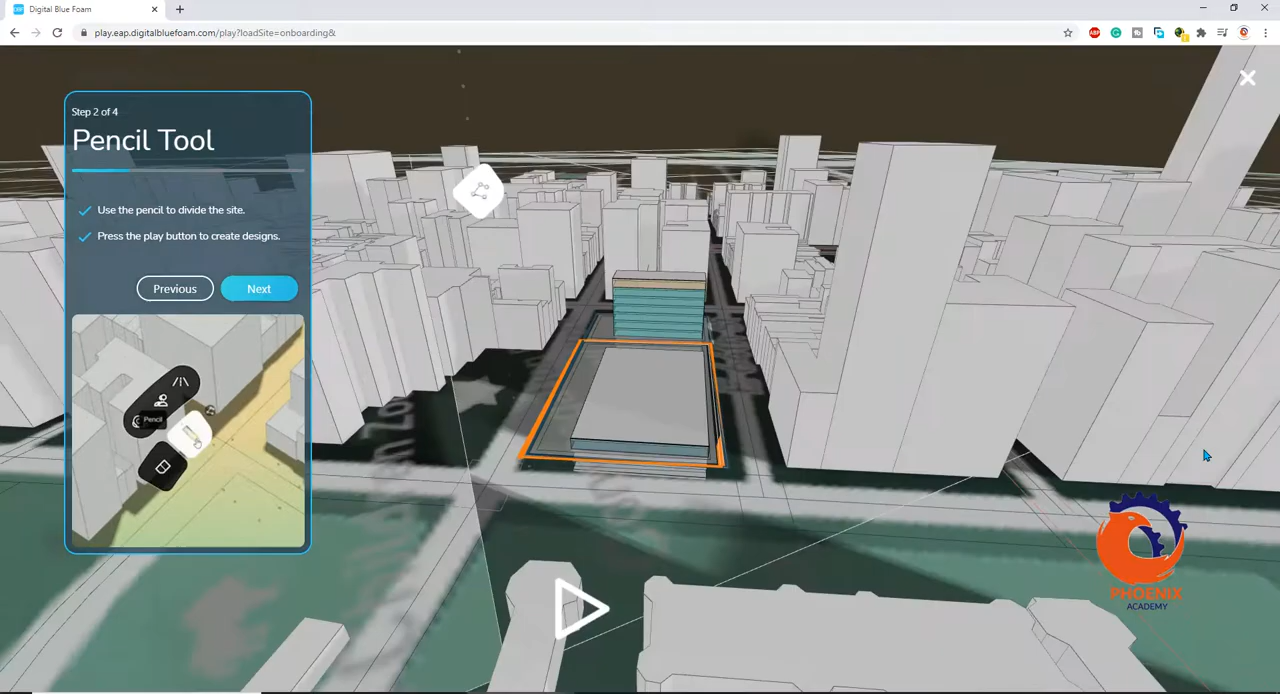 Digital Blue Foam
play.eap.digitalbluefoam.com/play?loadSite=onboarding&
ABP
Step 2 of 4
Pencil Tool
Use the pencil to divide the site.
Press the play button to create designs.
Previous
Next
Pencil
PHOENIX
ACADEMY